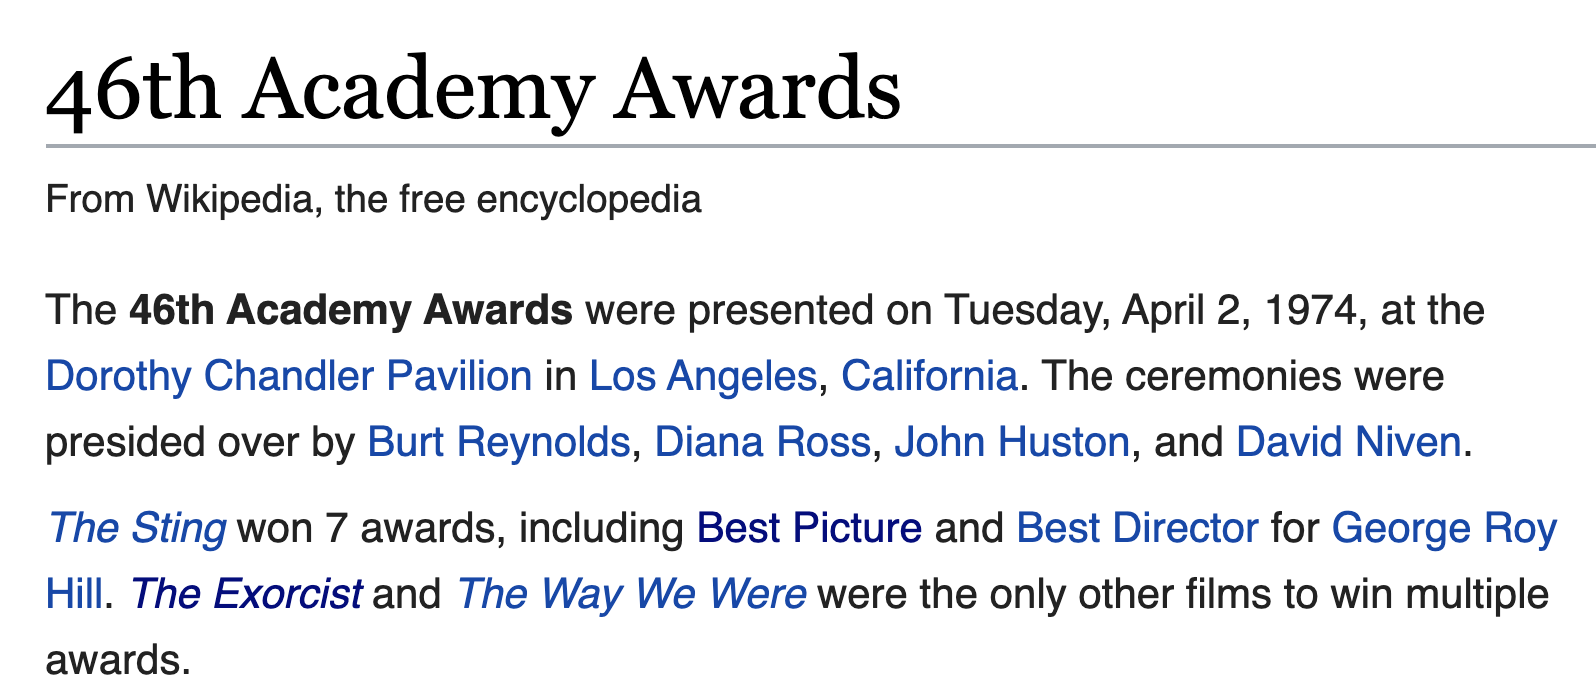 46th Academy Awards
From Wikipedia, the free encyclopedia
The 46th Academy Awards were presented on Tuesday, April 2, 1974, at the
Dorothy Chandler Pavilion in Los Angeles, California. The ceremonies were
presided over by Burt Reynolds, Diana Ross, John Huston, and David Niven.
The Sting won 7 awards, including Best Picture and Best Director for George Roy
Hill. The Exorcist and The Way We Were were the only other films to win multiple
awards.